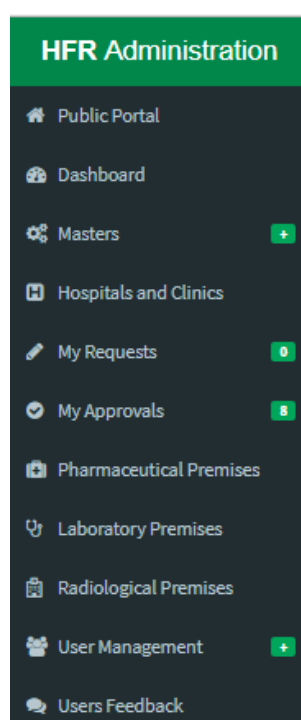 HFR Administration
Public Portal
Dashboard
Masters +
Hospitals and Clinics
My Requests 0
My Approvals 8
Pharmaceutical Premises
Laboratory Premises
Radiological Premises
User Management +
Users Feedback